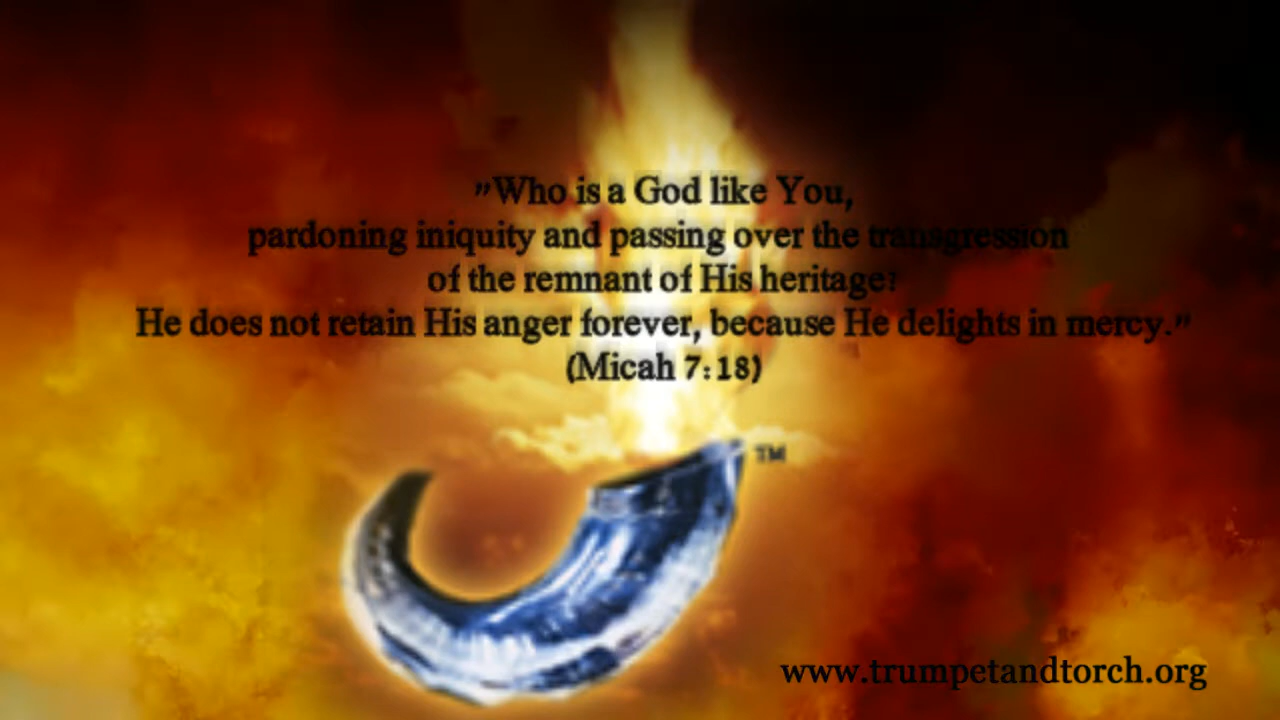 "Who is a God like You,
pardoning iniquity and passing over the transgression
of the remnant of His heritage?
He does not retain His anger forever, because He delights in mercy."
(Micah 7:18)
TM
www.trumpetandtorch.org